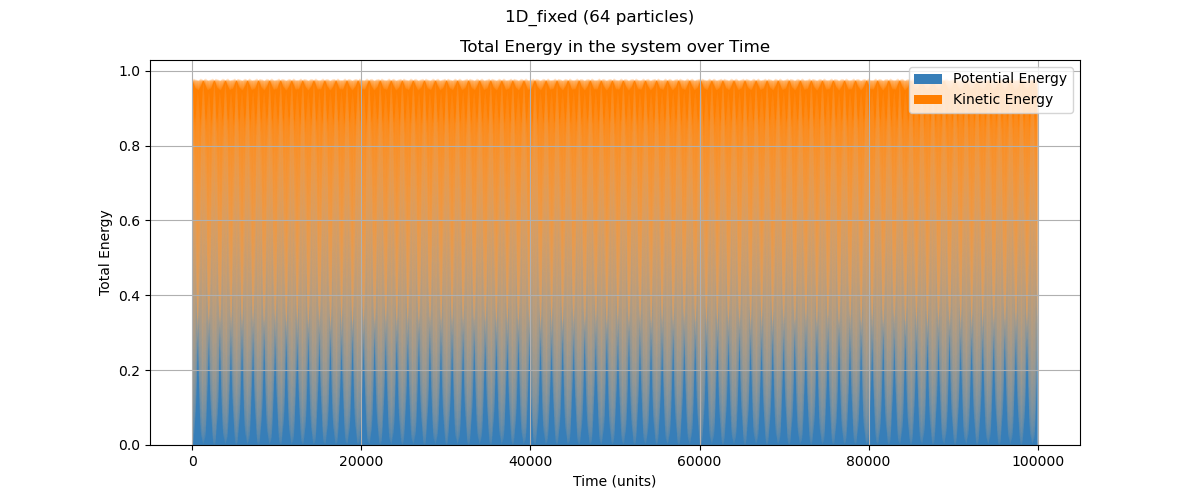 1D_fixed (64 particles)
Total Energy in the system over Time
Potential Energy
Kinetic Energy
Total Energy
1.0
0.8
0.6
0.4
0.2
0.0
0
20000
40000
60000
80000
100000
Time (units)